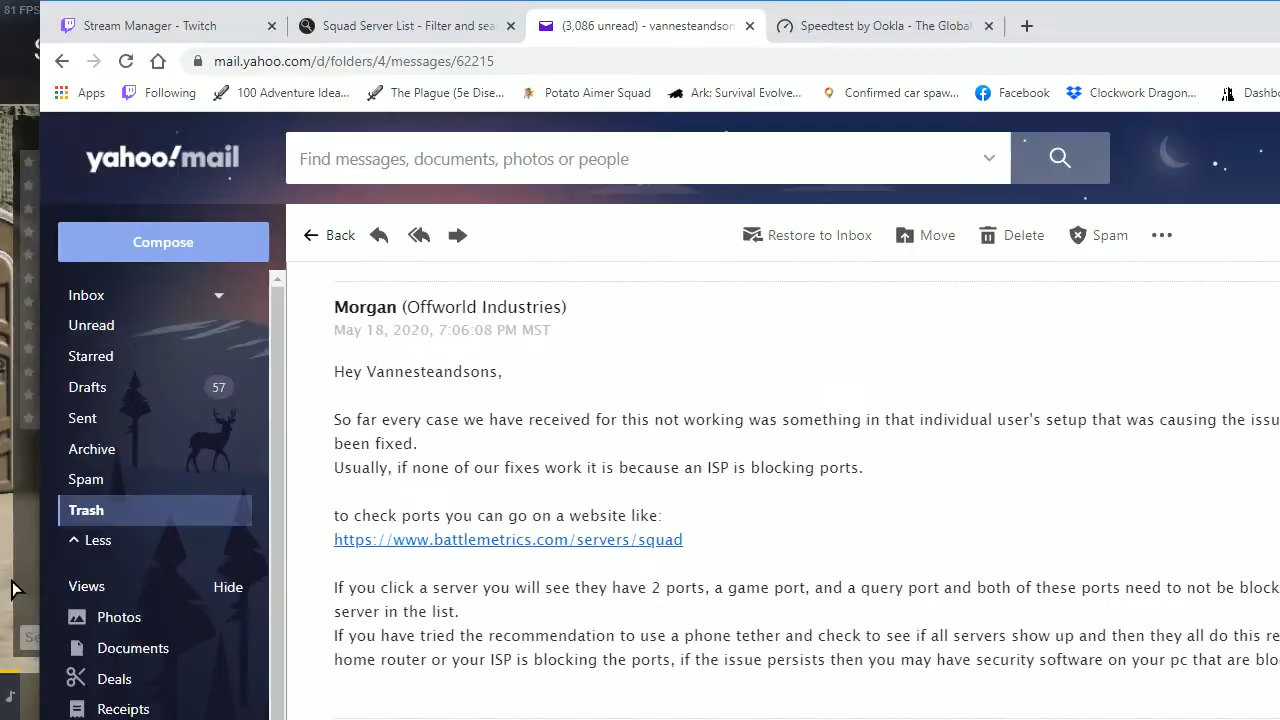 81 FPS
Stream Manager - Twitch
Squad Server List - Filter and sea
(3,086 unread) - vannesteandson
Speedtest by Ookla - The Global
mail.yahoo.com/d/folders/4/messages/62215
Apps
Following
100 Adventure Idea...
The Plague (5e Dise...
Potato Aimer Squad
Ark: Survival Evolve...
Confirmed car spaw...
Facebook
Clockwork Dragon...
Dashbo
yahoo!mail
Find messages, documents, photos or people
Compose
Back
Restore to Inbox
Move
Delete
Spam
Inbox
Unread
Starred
Drafts 57
Sent
Archive
Spam
Trash
Less
Views Hide
Photos
Documents
Deals
Receipts
Morgan (Offworld Industries)
May 18, 2020, 7:06:08 PM MST
Hey Vannesteandsons,
So far every case we have received for this not working was something in that individual user's setup that was causing the issu
been fixed.
Usually, if none of our fixes work it is because an ISP is blocking ports.
to check ports you can go on a website like:
https://www.battlemetrics.com/servers/squad
If you click a server you will see they have 2 ports, a game port, and a query port and both of these ports need to not be block
server in the list.
If you have tried the recommendation to use a phone tether and check to see if all servers show up and then they all do this re
home router or your ISP is blocking the ports, if the issue persists then you may have security software on your pc that are blo